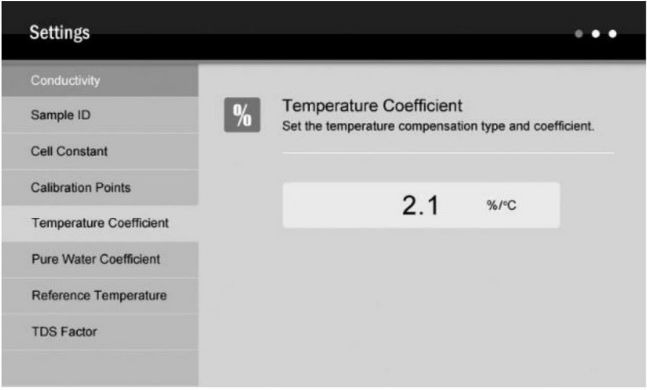 Settings
Conductivity
Sample ID
Cell Constant
Calibration Points
Temperature Coefficient
Pure Water Coefficient
Reference Temperature
TDS Factor
%
Temperature Coefficient
Set the temperature compensation type and coefficient.
2.1 %/°C